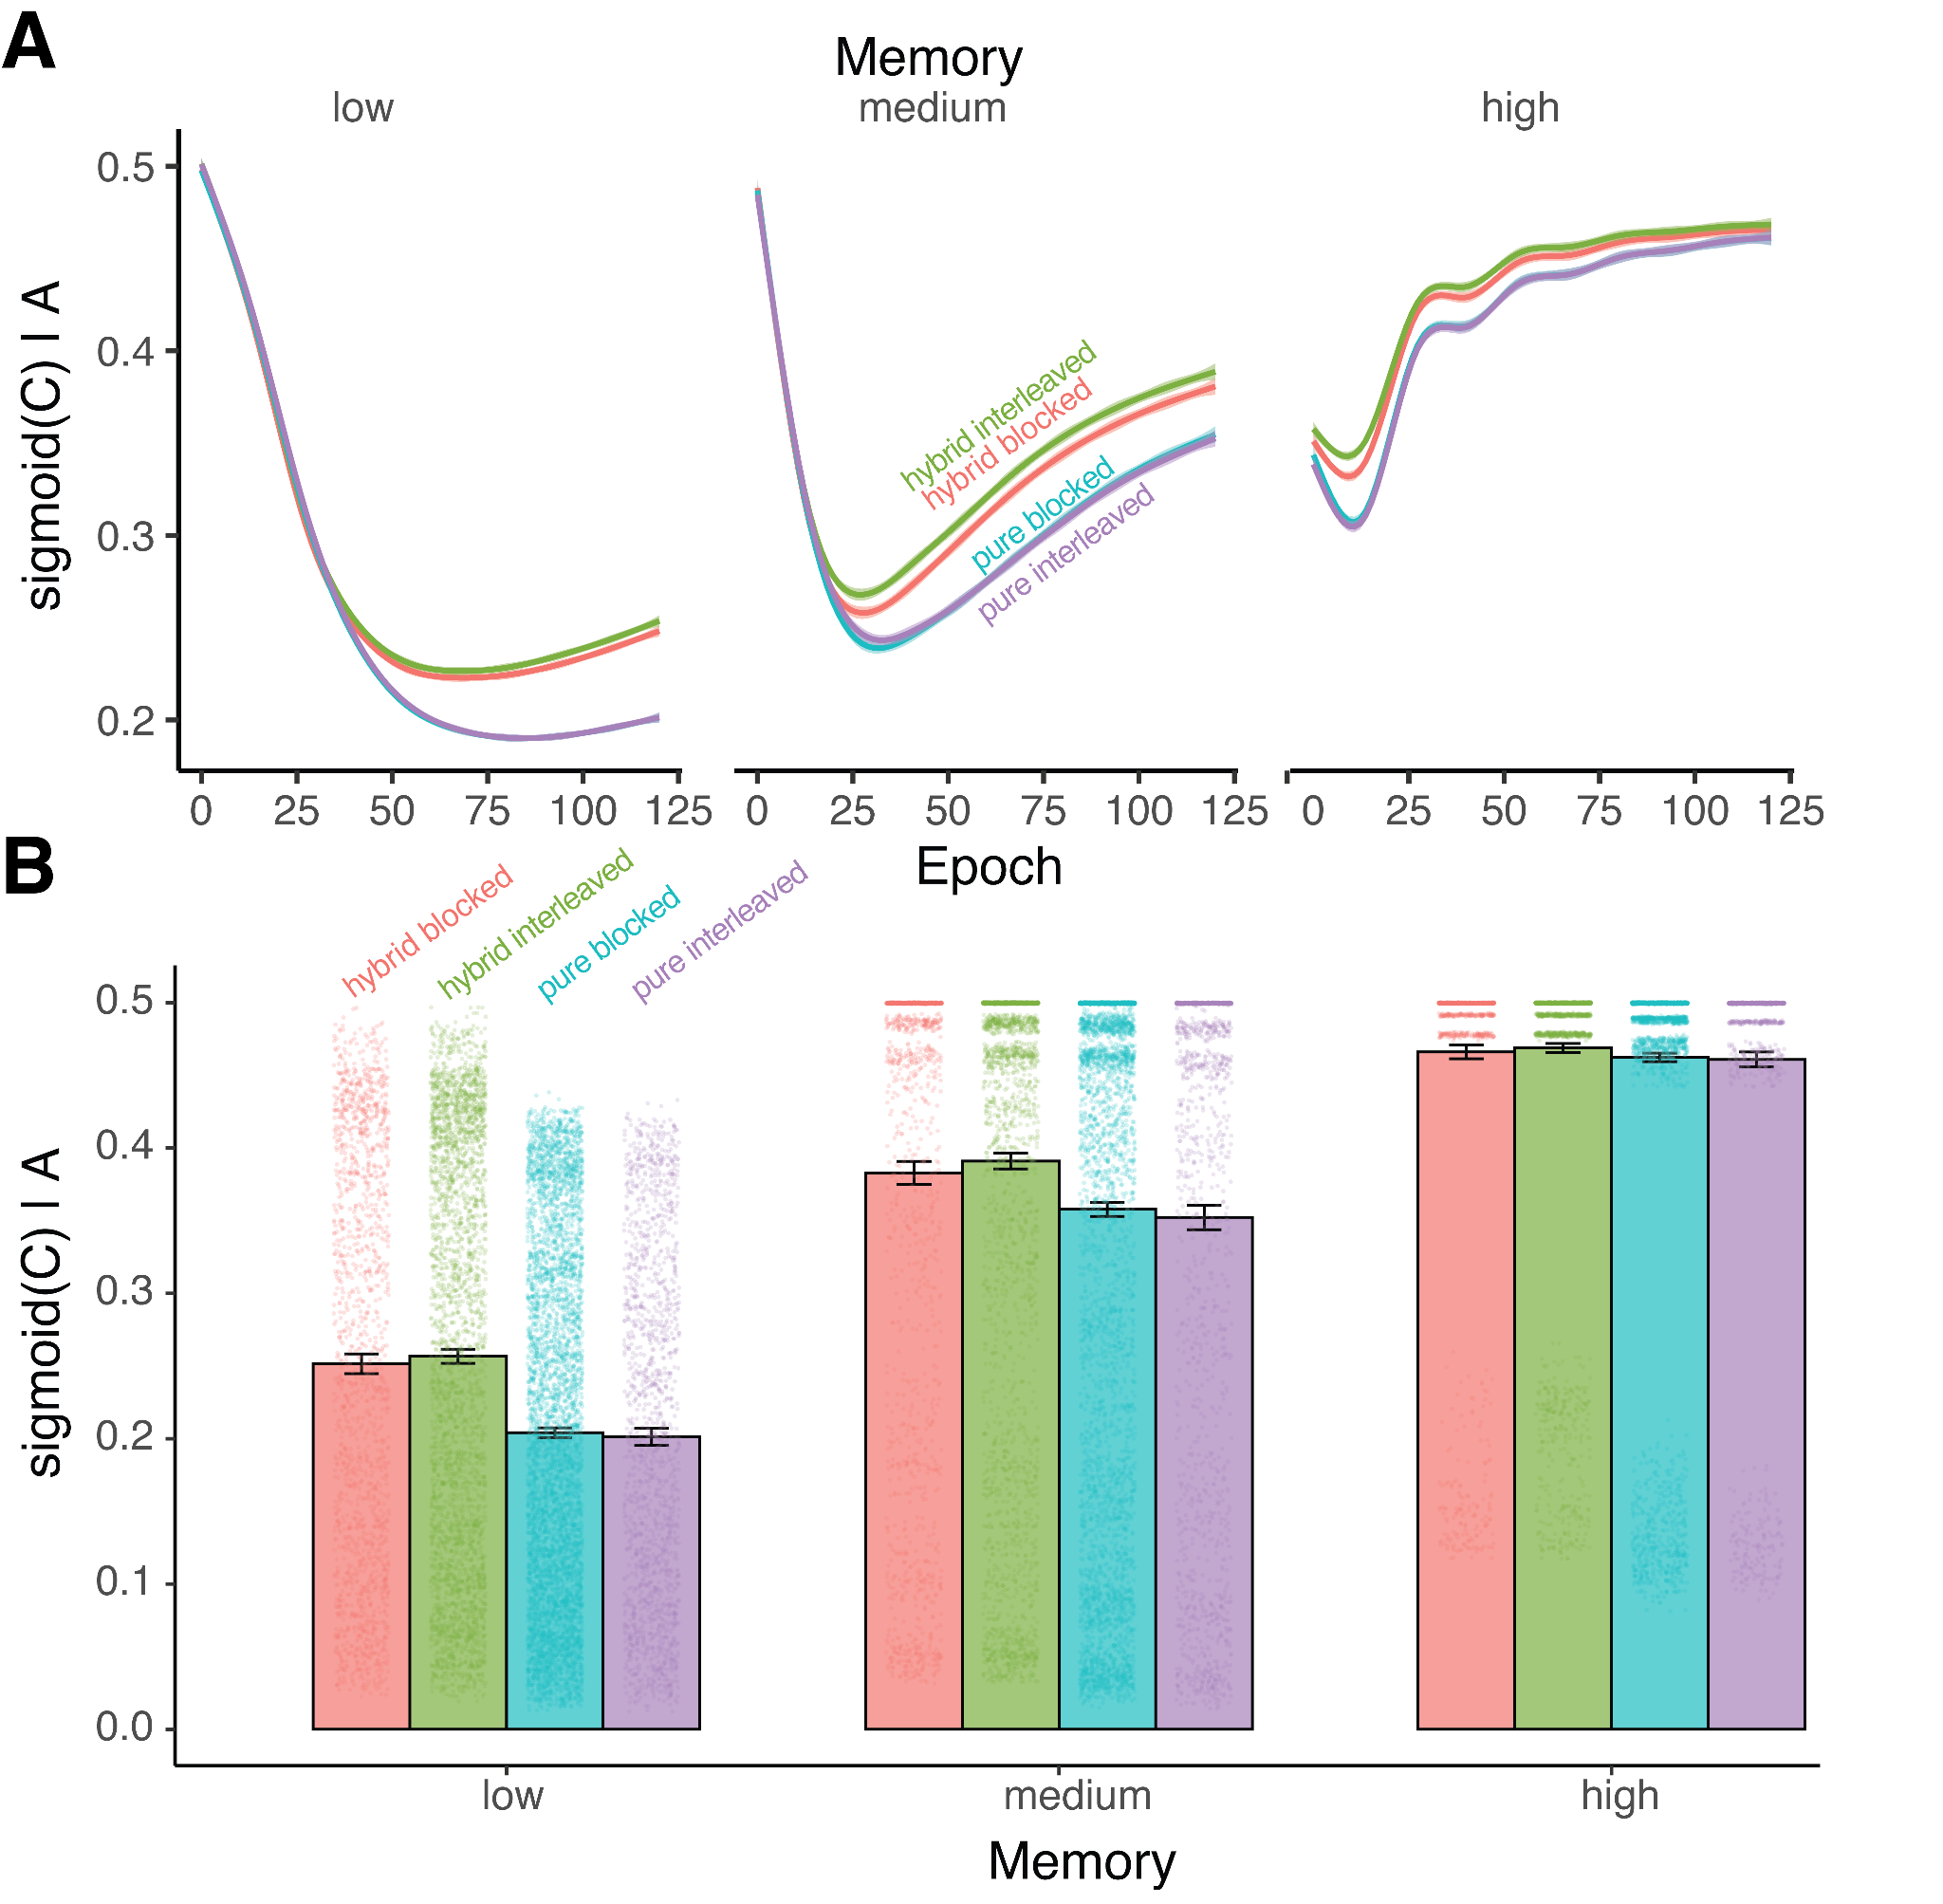 A
Memory
low medium high
sigmoid(C) | A
0.5
0.4
0.3
0.2
hybrid interleaved
hybrid blocked
pure blocked
pure interleaved
0 25 50 75 100 125 0 25 50 75 100 125 0 25 50 75 100 125
Epoch
B
hybrid blocked
hybrid interleaved
pure blocked
pure interleaved
sigmoid(C) | A
0.5
0.4
0.3
0.2
0.1
0.0
low medium high
Memory